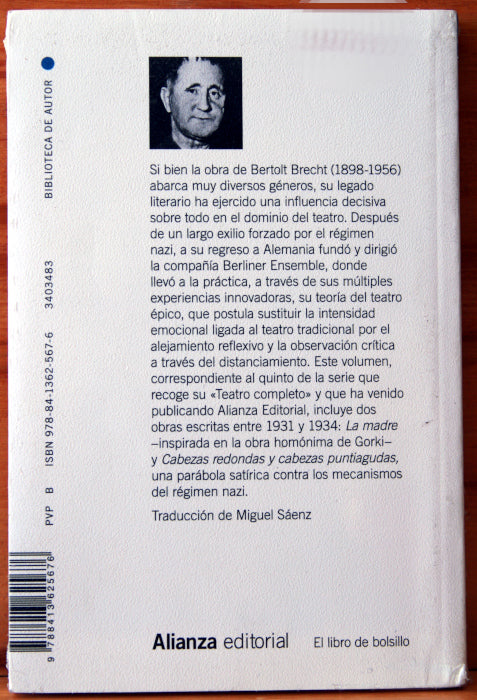 Si bien la obra de Bertolt Brecht (1898-1956)
abarca muy diversos géneros, su legado
literario ha ejercido una influencia decisiva
sobre todo en el dominio del teatro. Después
de un largo exilio forzado por el régimen
nazi, a su regreso a Alemania fundó y dirigió
la compañía Berliner Ensemble, donde
llevó a la práctica, a través de sus múltiples
experiencias innovadoras, su teoría del teatro
épico, que postula sustituir la intensidad
emocional ligada al teatro tradicional por el
alejamiento reflexivo y la observación crítica
a través del distanciamiento. Este volumen,
correspondiente al quinto de la serie que
recoge su «Teatro completo» y que ha venido
publicando Alianza Editorial, incluye dos
obras escritas entre 1931 y 1934: La madre
–inspirada en la obra homónima de Gorki–
y Cabezas redondas y cabezas puntiagudas,
una parábola satírica contra los mecanismos
del régimen nazi.
Traducción de Miguel Sáenz
Alianza editorial El libro de bolsillo
PVP B ISBN 978-84-1362-567-6 3403483 BIBLIOTECA DE AUTOR
9 788413 625676